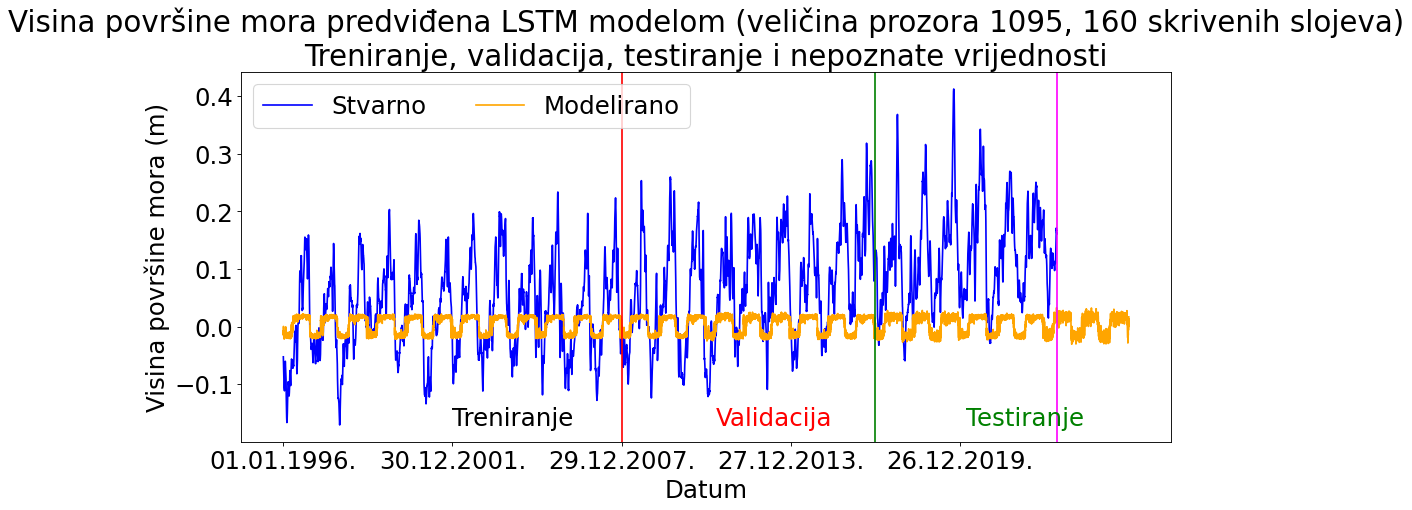 Visina površine mora predviđena LSTM modelom (veličina prozora 1095, 160 skrivenih slojeva)
Treniranje, validacija, testiranje i nepoznate vrijednosti
Stvarno
Modelirano
Visina površine mora (m)
0.4
0.3
0.2
0.1
0.0
−0.1
Treniranje
Validacija
Testiranje
01.01.1996.
30.12.2001.
29.12.2007.
27.12.2013.
26.12.2019.
Datum